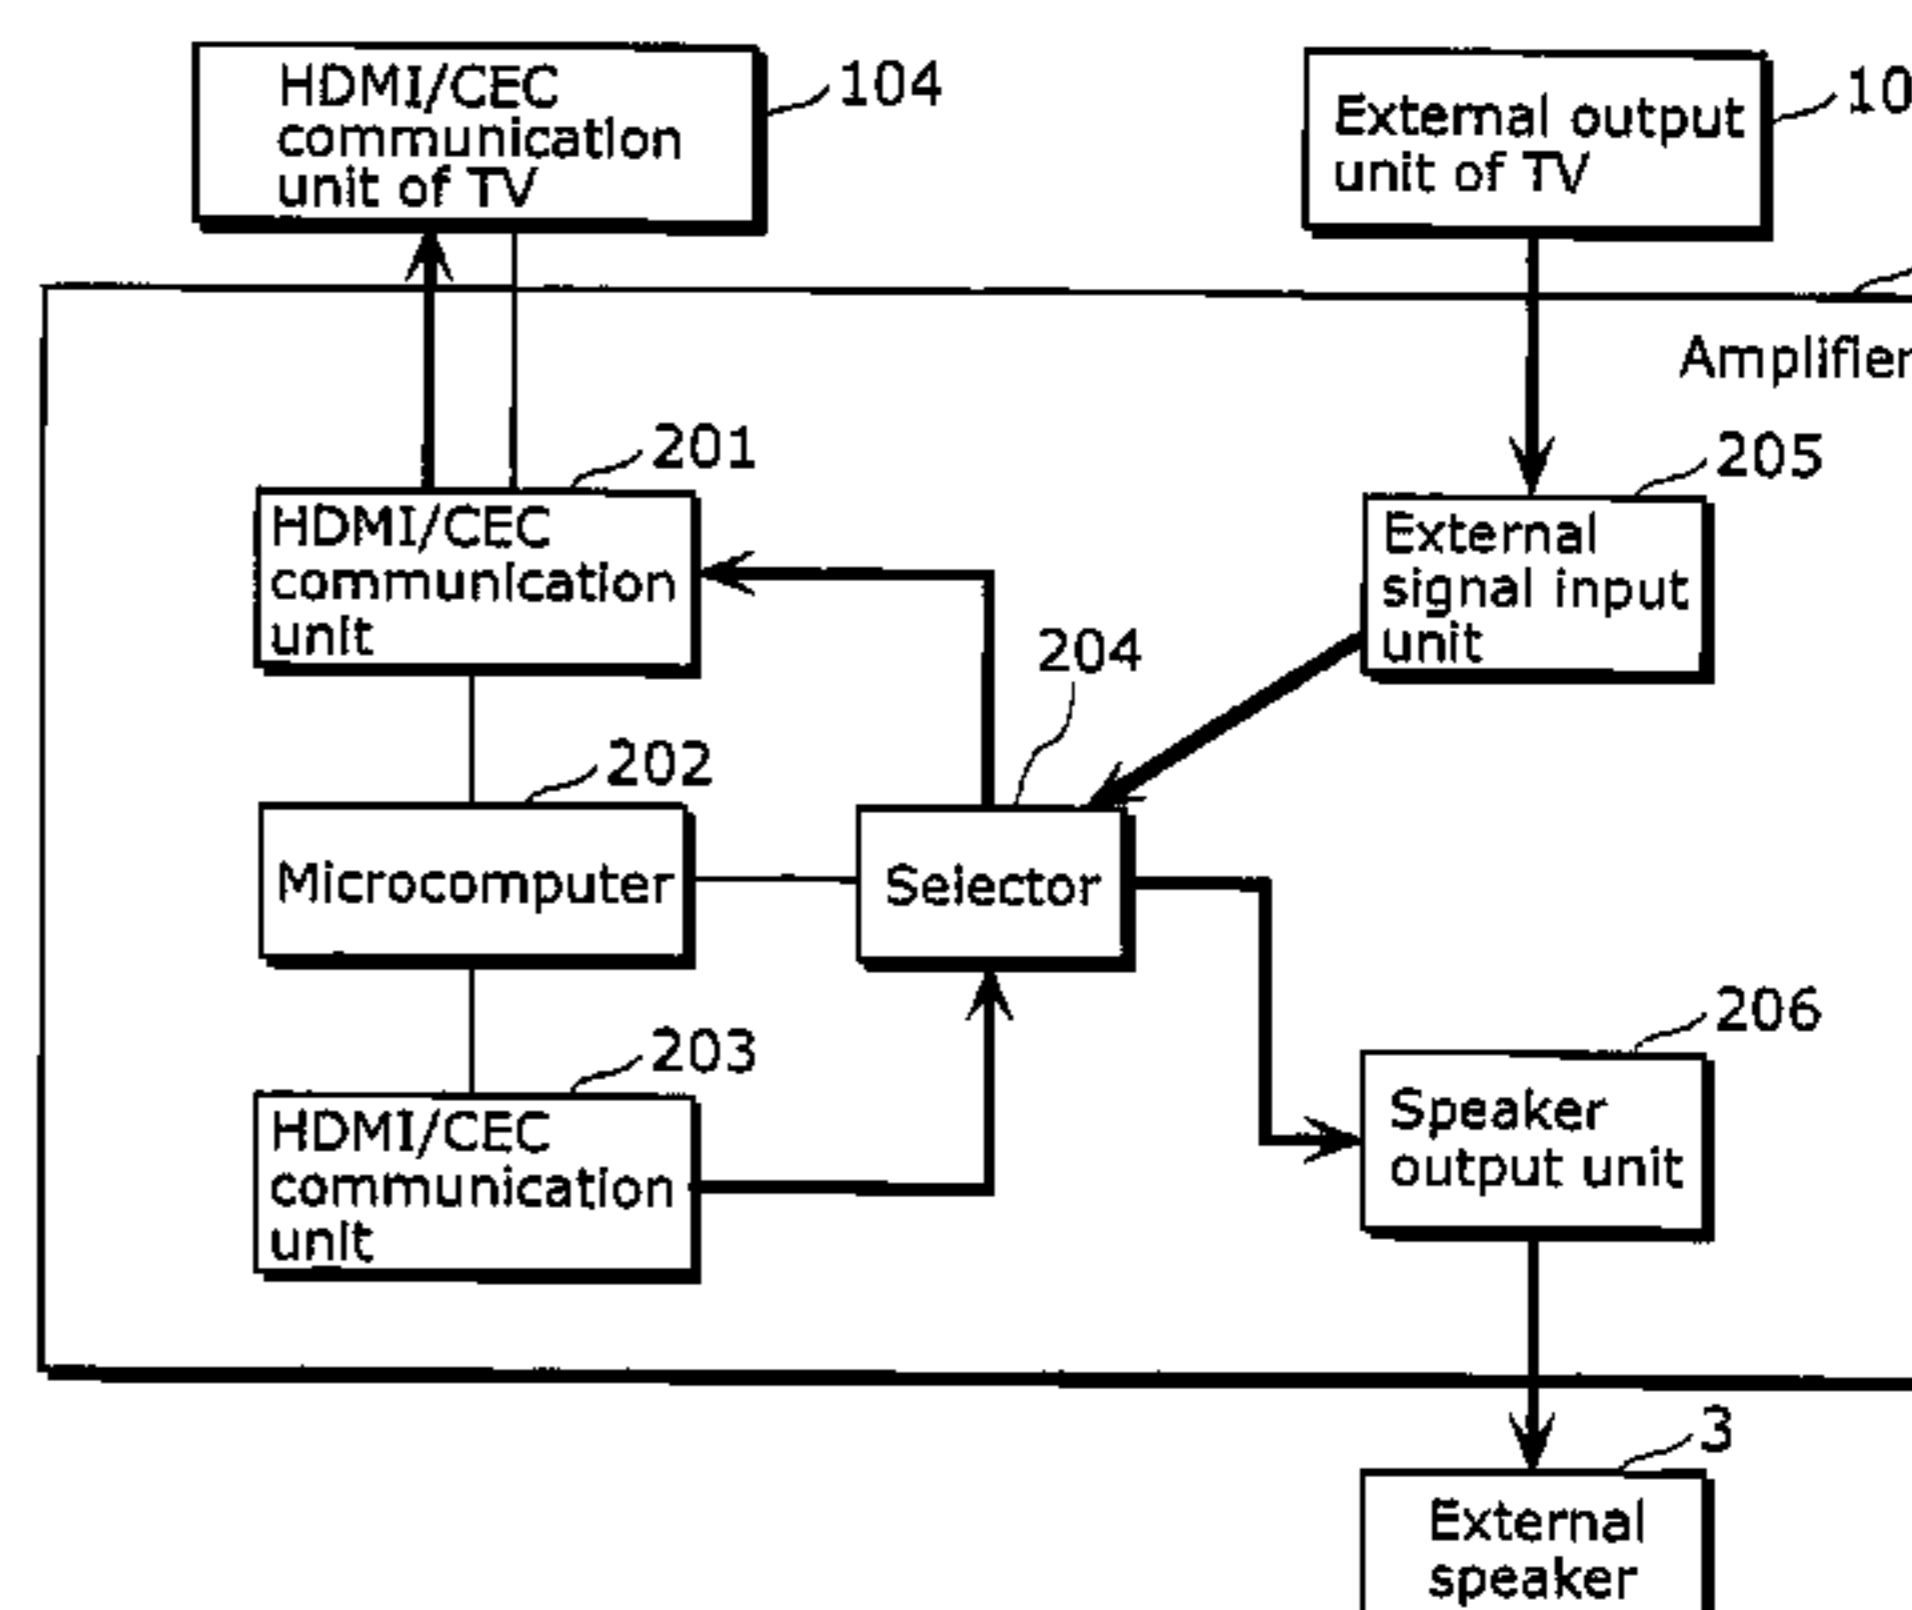 HDMI/CEC
communication
unit of TV
104
External output
unit of TV
10
Amplifier
201
HDMI/CEC
communication
unit
205
External
signal input
unit
204
202
Microcomputer
Selector
203
HDMI/CEC
communication
unit
206
Speaker
output unit
3
External
speaker